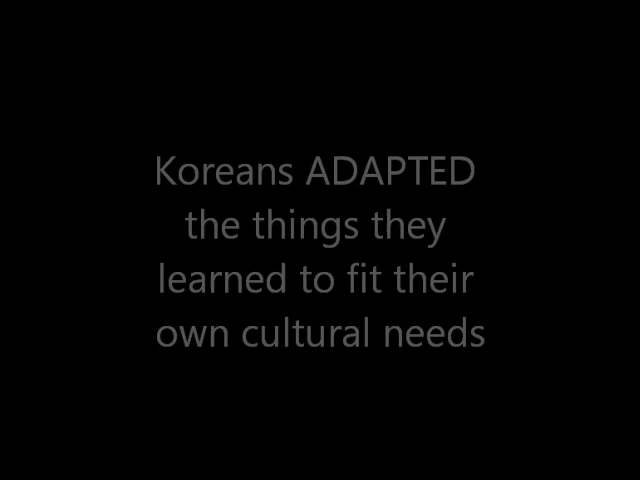 Koreans ADAPTED
the things they
learned to fit their
own cultural needs